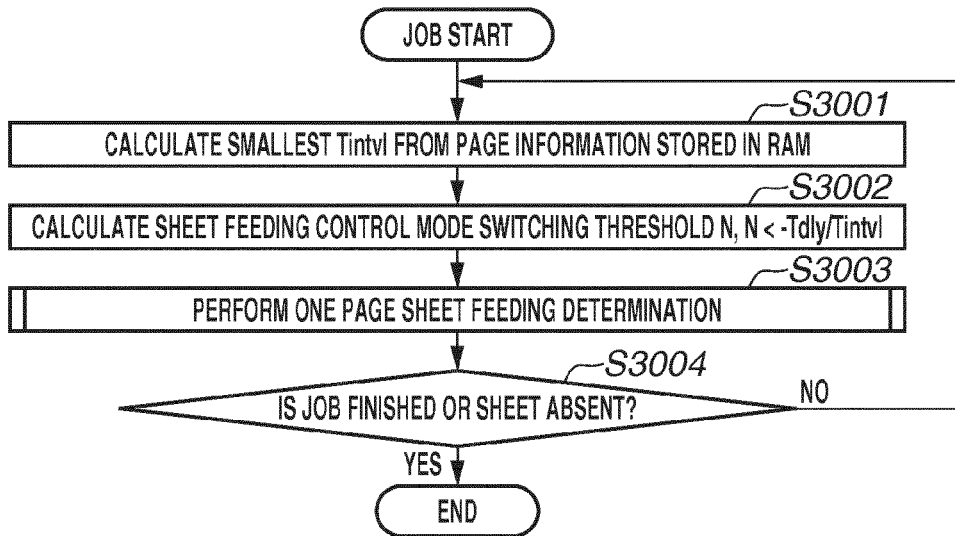 JOB START
S3001
CALCULATE SMALLEST Tintvl FROM PAGE INFORMATION STORED IN RAM
S3002
CALCULATE SHEET FEEDING CONTROL MODE SWITCHING THRESHOLD N, N < -Tdly/Tintvl
S3003
PERFORM ONE PAGE SHEET FEEDING DETERMINATION
S3004
IS JOB FINISHED OR SHEET ABSENT?
NO
YES
END